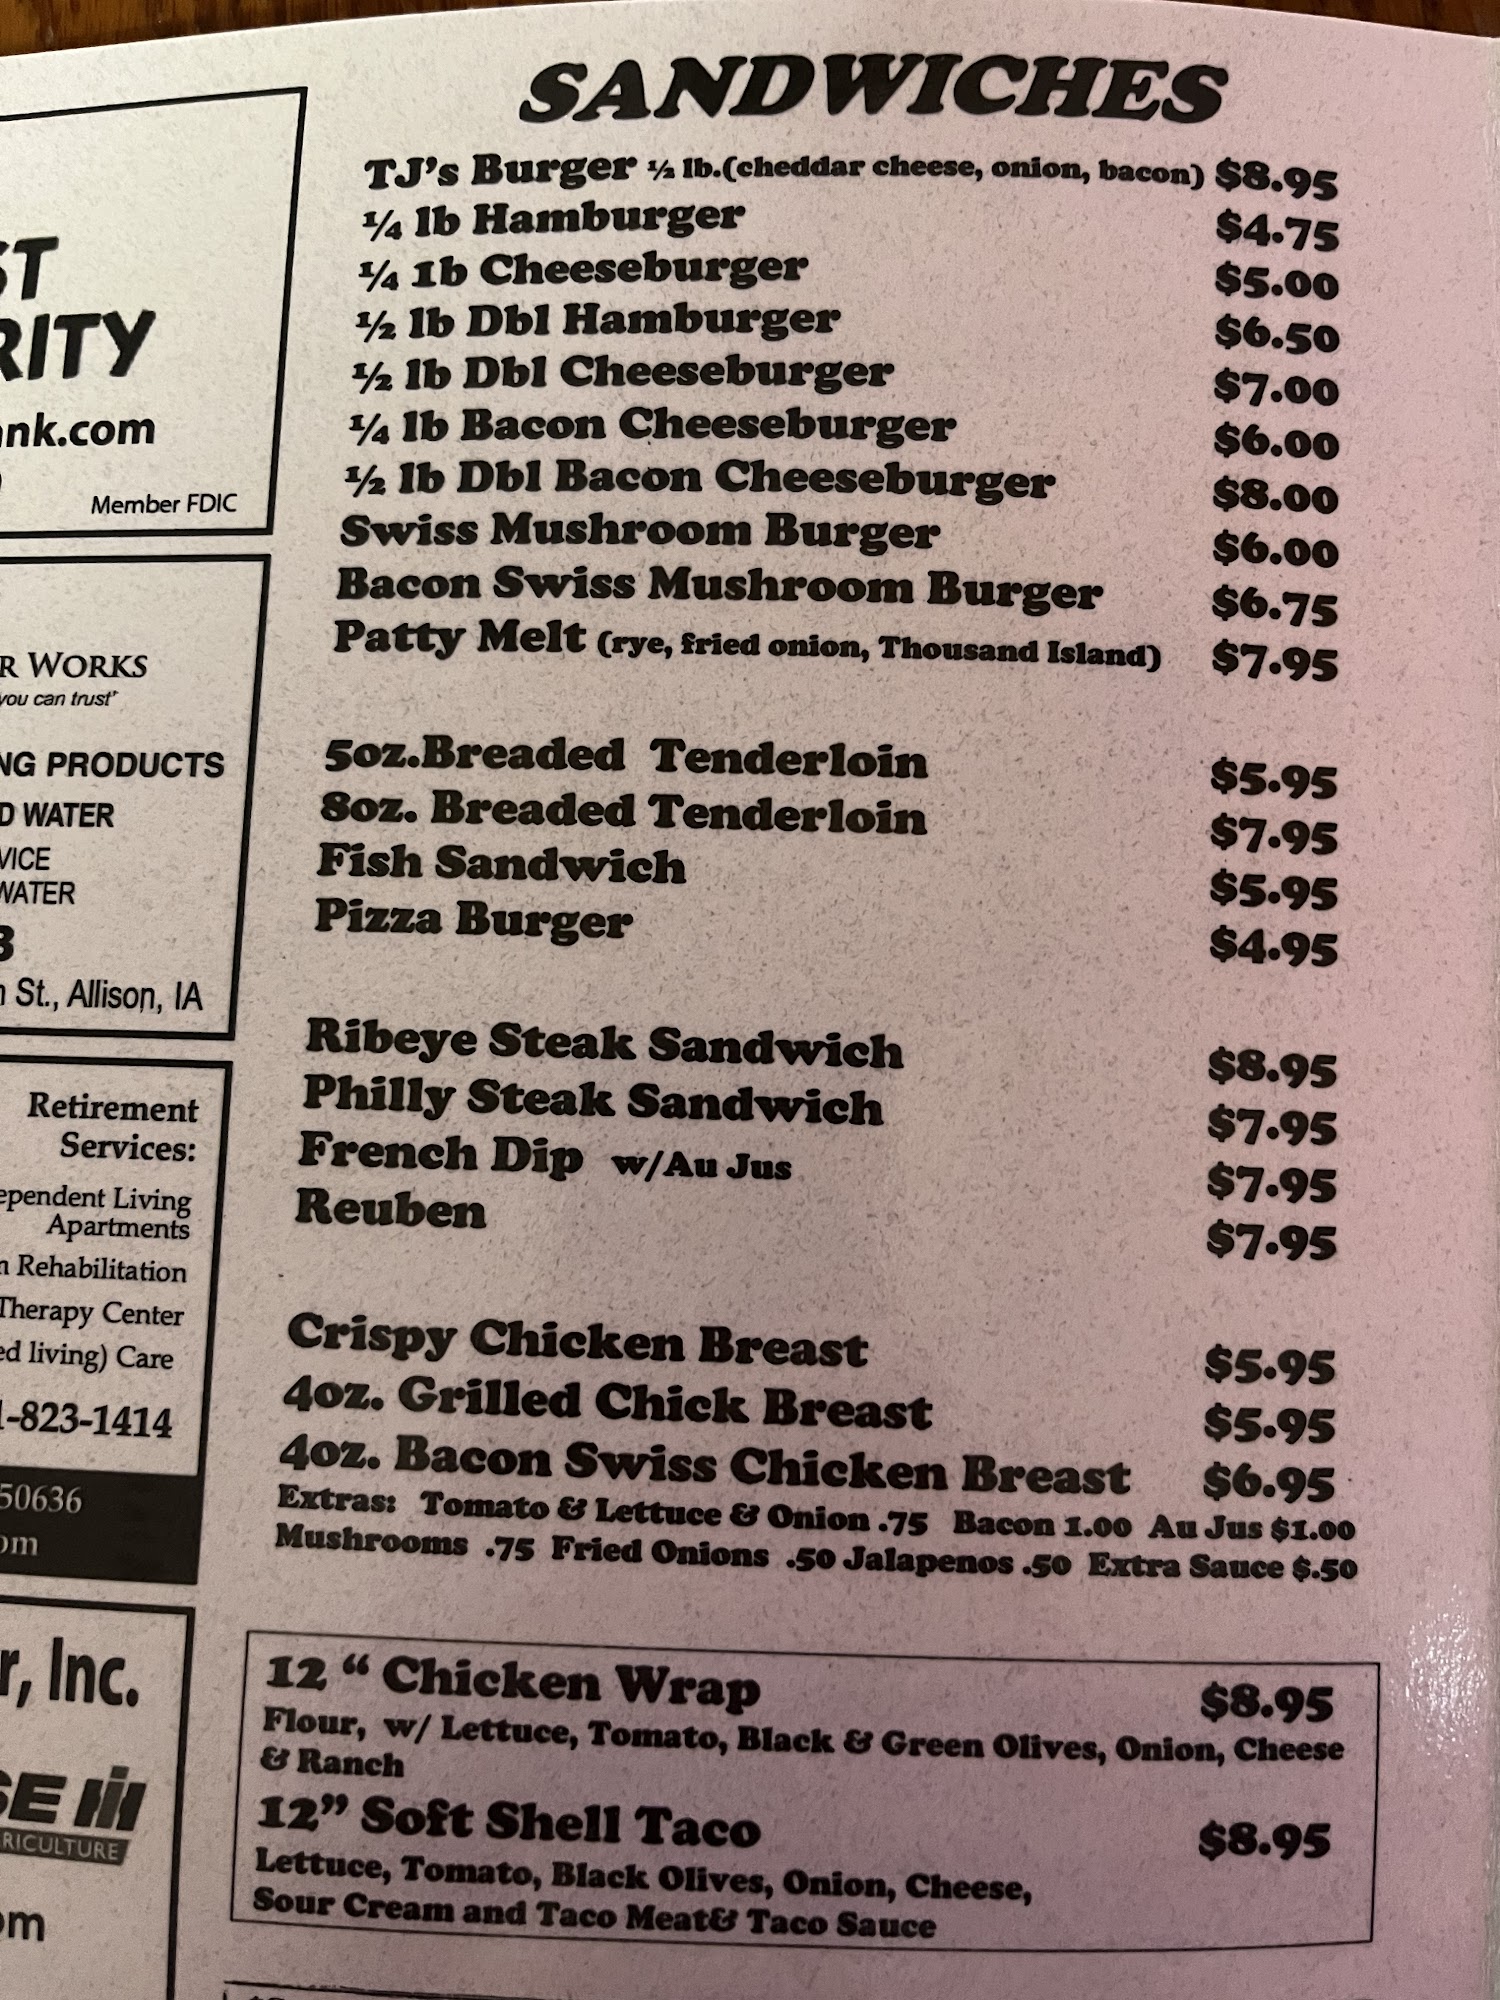 SANDWICHES
TJ's Burger ½ lb.(cheddar cheese, onion, bacon) $8.95
¼ lb Hamburger $4.75
¼ 1b Cheeseburger $5.00
½ lb Dbl Hamburger $6.50
½ lb Dbl Cheeseburger $7.00
¼ lb Bacon Cheeseburger $6.00
½ lb Dbl Bacon Cheeseburger $8.00
Swiss Mushroom Burger $6.00
Bacon Swiss Mushroom Burger $6.75
Patty Melt (rye, fried onion, Thousand Island) $7.95
5oz.Breaded Tenderloin $5.95
8oz. Breaded Tenderloin $7.95
Fish Sandwich $5.95
Pizza Burger $4.95
Ribeye Steak Sandwich $8.95
Philly Steak Sandwich $7.95
French Dip w/Au Jus $7.95
Reuben $7.95
Crispy Chicken Breast $5.95
4oz. Grilled Chick Breast $5.95
4oz. Bacon Swiss Chicken Breast $6.95
Extras: Tomato & Lettuce & Onion .75 Bacon 1.00 Au Jus $1.00
Mushrooms .75 Fried Onions .50 Jalapenos .50 Extra Sauce $.50
12 “ Chicken Wrap $8.95
Flour, w/ Lettuce, Tomato, Black & Green Olives, Onion, Cheese
& Ranch
12” Soft Shell Taco $8.95
Lettuce, Tomato, Black Olives, Onion, Cheese,
Sour Cream and Taco Meat& Taco Sauce
ST
RITY
ank.com
Member FDIC
R WORKS
you can trust"
NG PRODUCTS
D WATER
VICE
WATER
3
St., Allison, IA
Retirement
Services:
ependent Living
Apartments
n Rehabilitation
Therapy Center
ed living) Care
1-823-1414
50636
om
r, Inc.
SE IH
RICULTURE
om